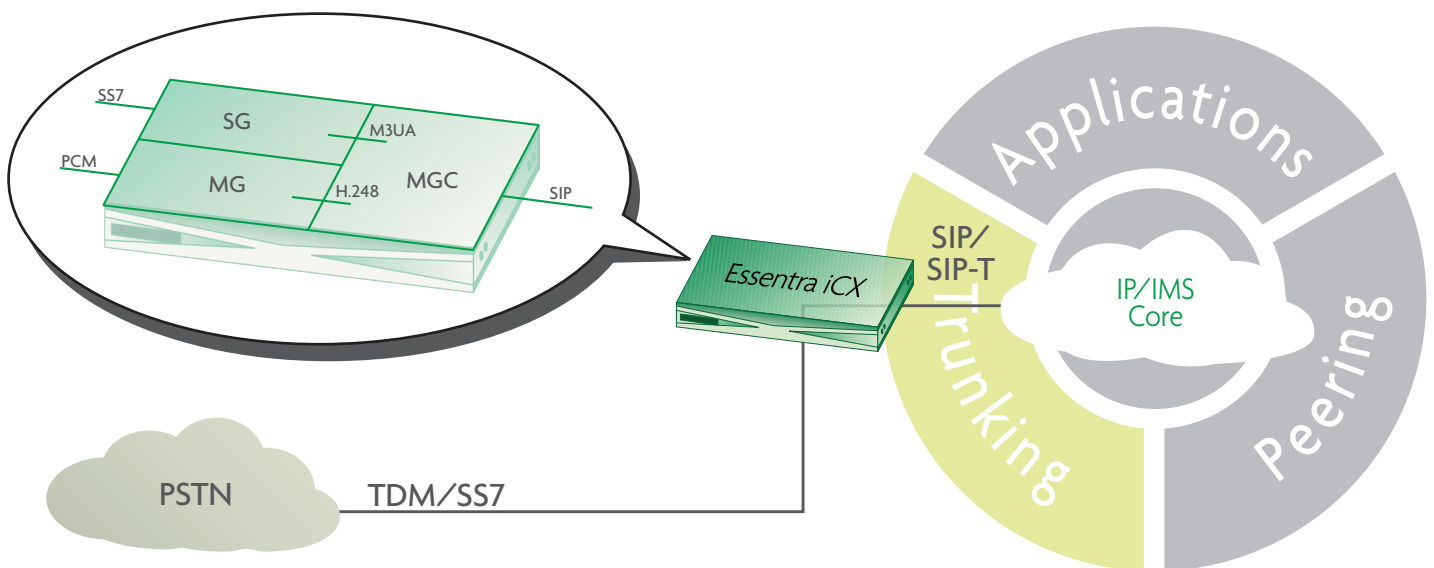 SS7
SG
M3UA
PCM
MG
H.248
MGC
SIP
Essentra iCX
SIP/
SIP-T
Applications
Trunking
Peering
IP/IMS
Core
PSTN
TDM/SS7